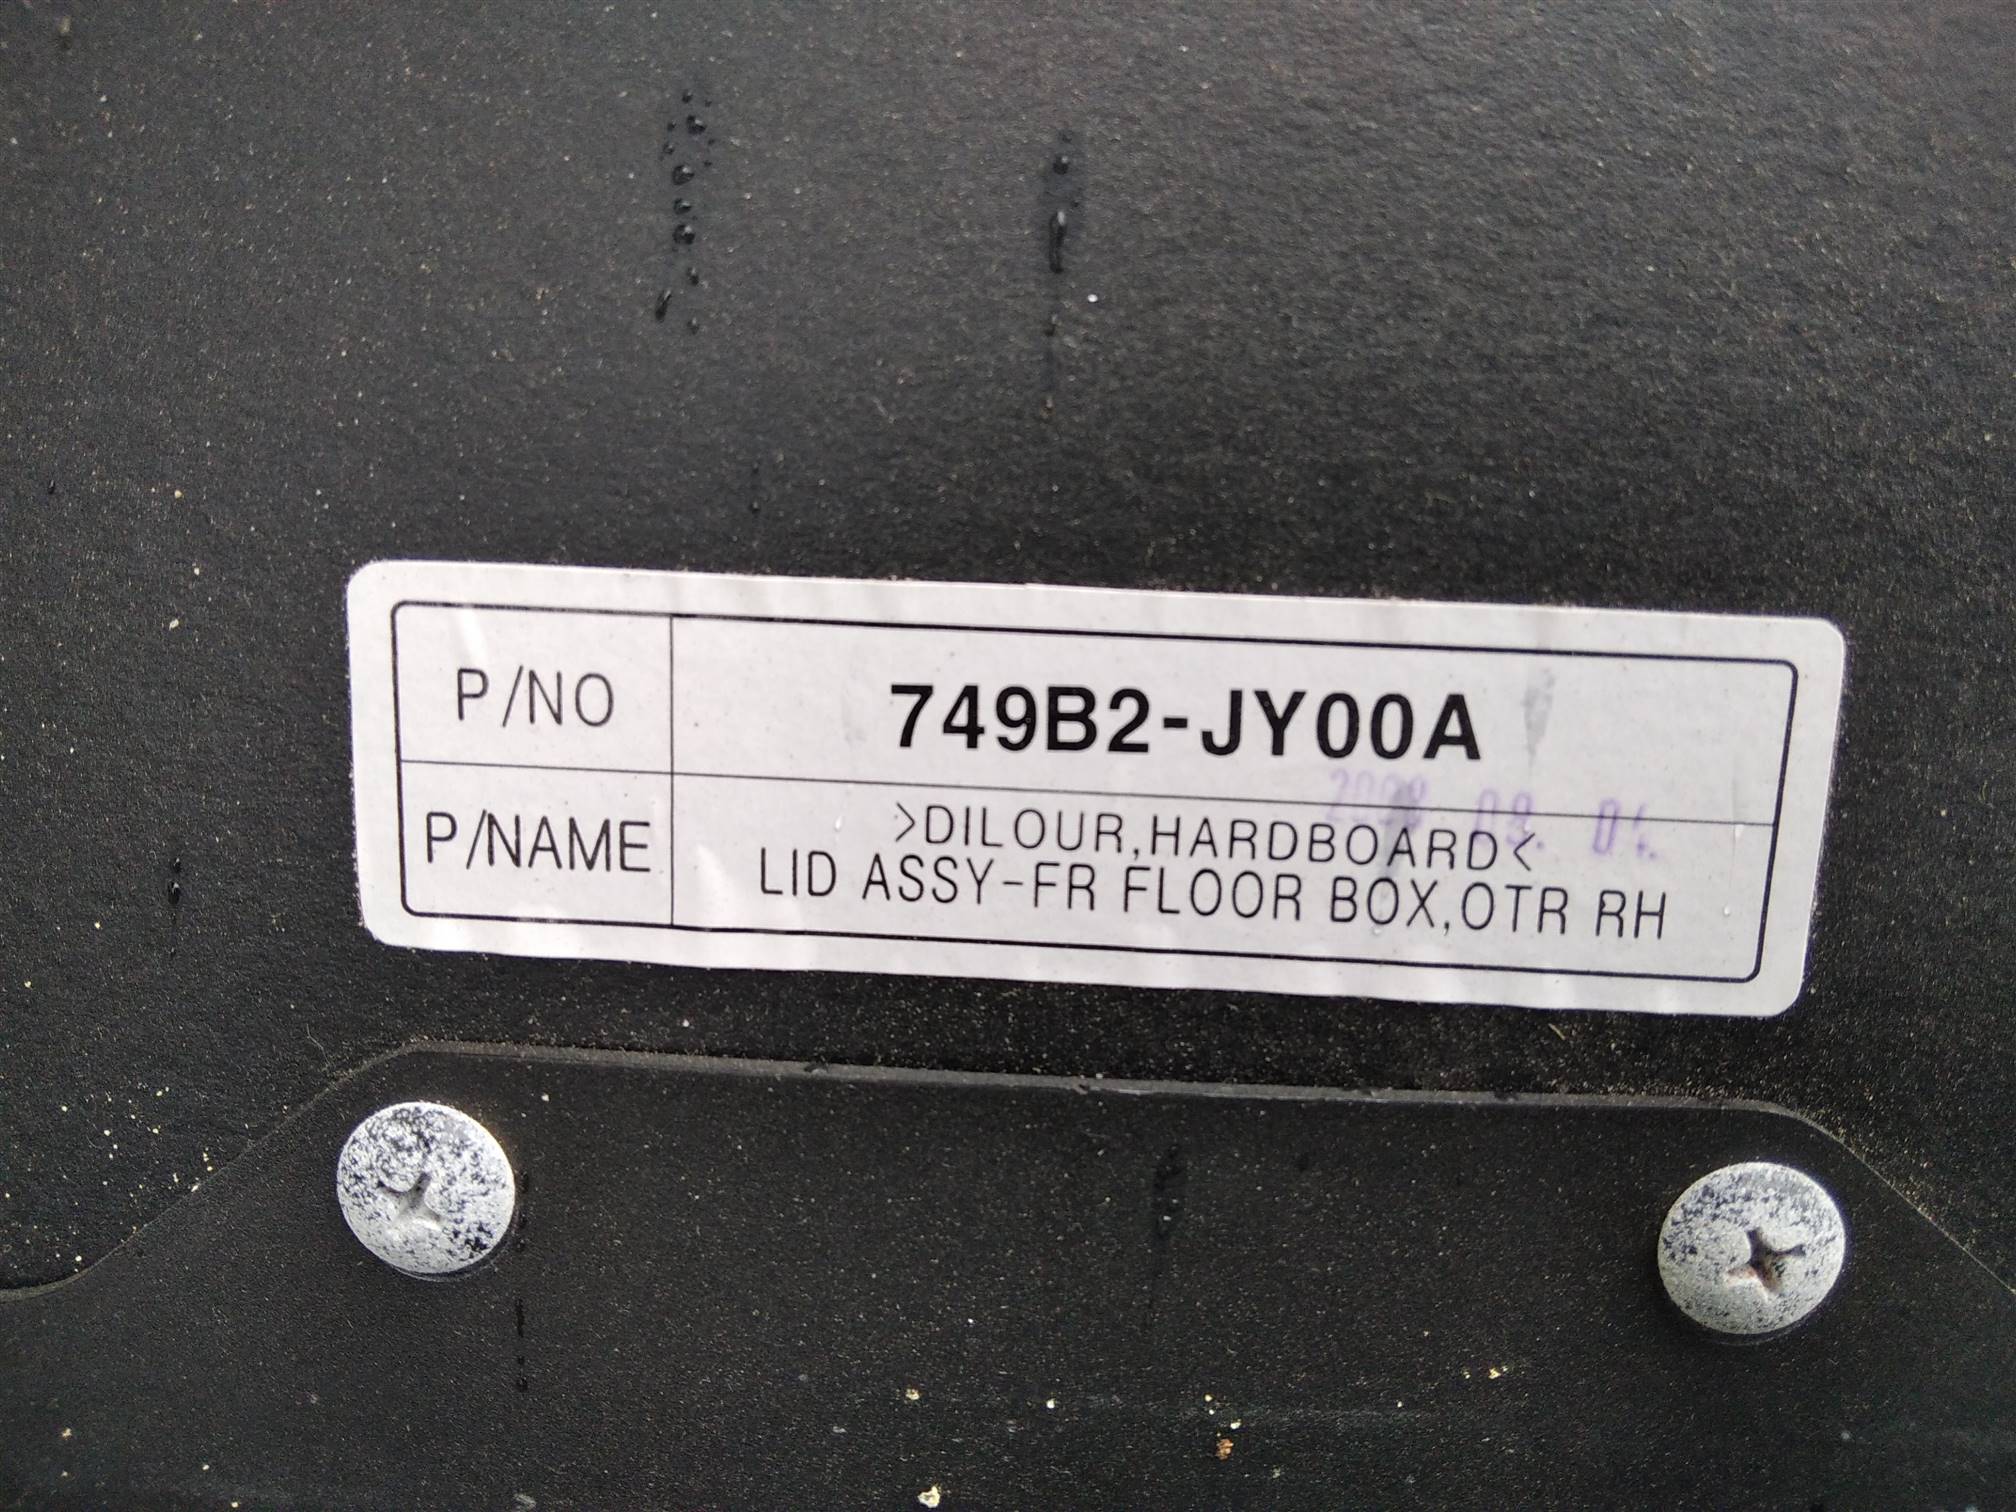 P/NO 749B2-JY00A
P/NAME >DILOUR,HARDBOARD<
LID ASSY-FR FLOOR BOX,OTR RH